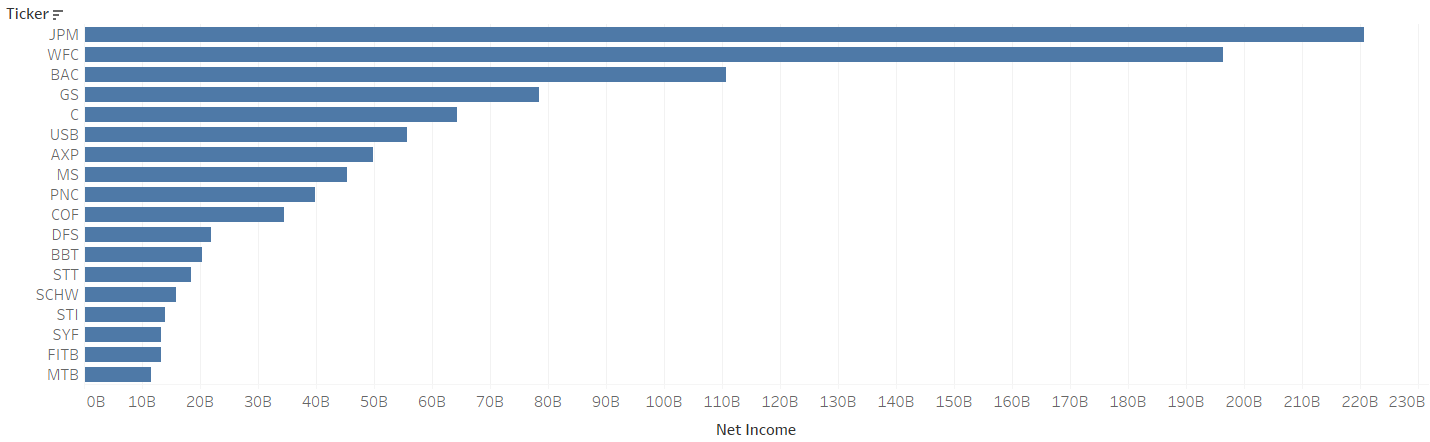 Ticker
JPM
WFC
BAC
GS
C
USB
AXP
MS
PNC
COF
DFS
BBT
STT
SCHW
STI
SYF
FITB
MTB
0B 10B 20B 30B 40B 50B 60B 70B 80B 90B 100B 110B 120B 130B 140B 150B 160B 170B 180B 190B 200B 210B 220B 230B
Net Income